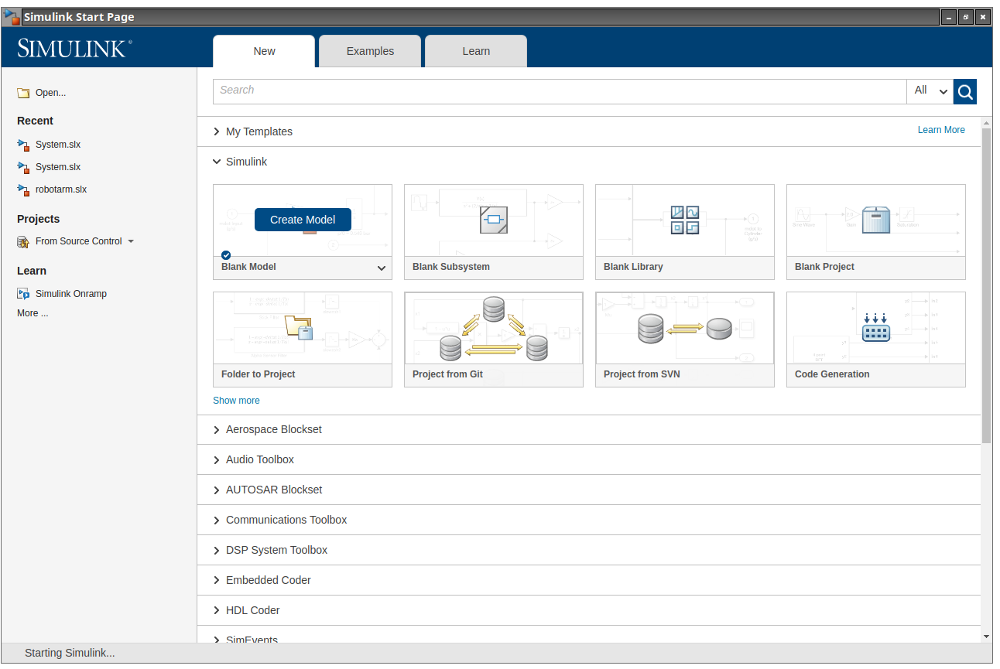 Simulink Start Page
SIMULINK®
New
Examples
Learn
Open...
Recent
System.slx
System.slx
robotarm.slx
Projects
From Source Control
Learn
Simulink Onramp
More ...
Search
All
My Templates
Learn More
Simulink
Create Model
Blank Model
Blank Subsystem
Blank Library
Blank Project
Folder to Project
Project from Git
Project from SVN
Code Generation
Show more
Aerospace Blockset
Audio Toolbox
AUTOSAR Blockset
Communications Toolbox
DSP System Toolbox
Embedded Coder
HDL Coder
SimEvents
Starting Simulink...